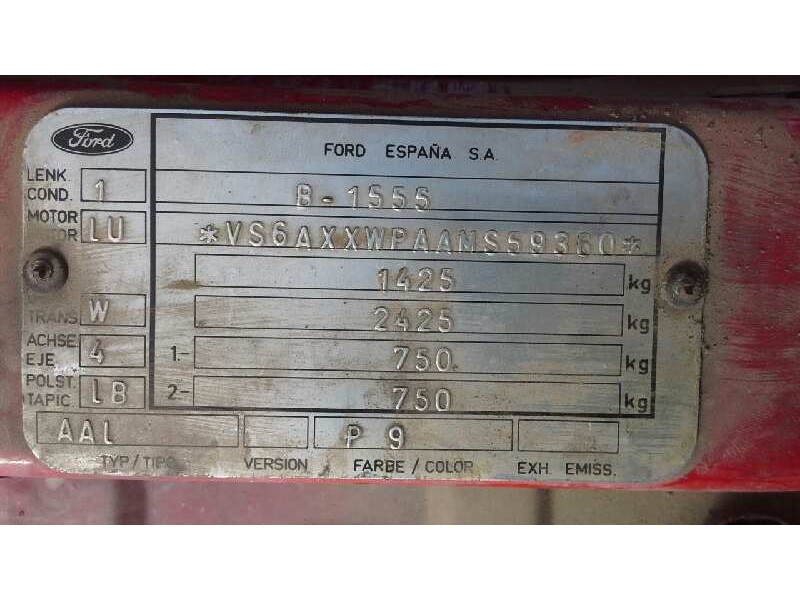 Ford
FORD ESPAÑA S.A.
LENK.
COND. 1
B-1555
MOTOR LU
*VS6AXXWPAAMS59360*
1425 kg
TRANS W
2425 kg
ACHSE
EJE. 4
1.- 750 kg
POLST.
TAPIC. LB
2- 750 kg
AAL P 9
TYP/TIPO VERSION FARBE/COLOR EXH EMISS.